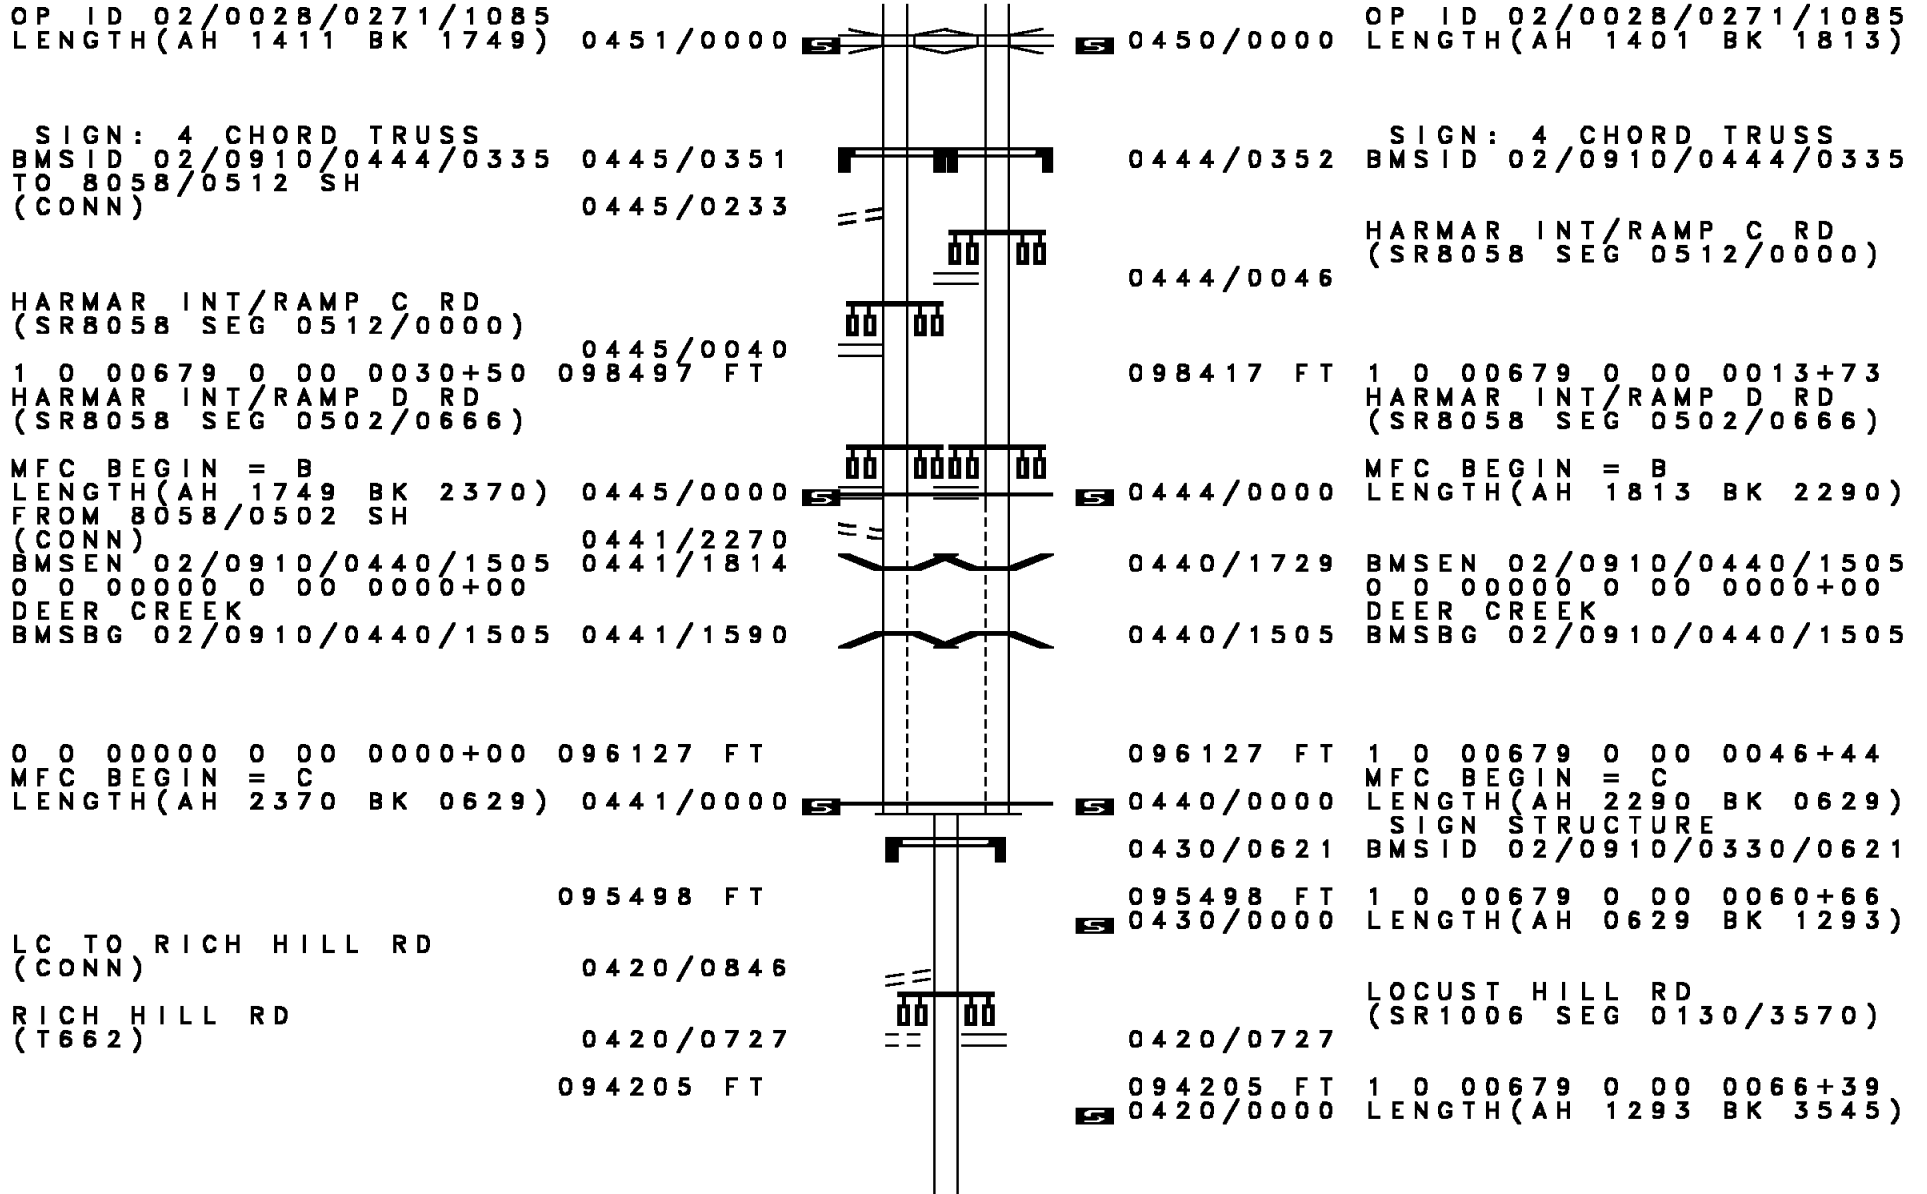 OP ID 02/0028/0271/1085 OP ID 02/0028/0271/1085
LENGTH(AH 1411 BK 1749) 0451/0000 S S 0450/0000 LENGTH(AH 1401 BK 1813)
SIGN: 4 CHORD TRUSS SIGN: 4 CHORD TRUSS
BMSID 02/0910/0444/0335 0445/0351 0444/0352 BMSID 02/0910/0444/0335
TO 8058/0512 SH
(CONN) 0445/0233
HARMAR INT/RAMP C RD
(SR8058 SEG 0512/0000)
0444/0046
HARMAR INT/RAMP C RD
(SR8058 SEG 0512/0000)
0445/0040
1 0 00679 0 00 0030+50 098497 FT 098417 FT 1 0 00679 0 00 0013+73
HARMAR INT/RAMP D RD HARMAR INT/RAMP D RD
(SR8058 SEG 0502/0666) (SR8058 SEG 0502/0666)
MFC BEGIN = B MFC BEGIN = B
LENGTH(AH 1749 BK 2370) 0445/0000 S S 0444/0000 LENGTH(AH 1813 BK 2290)
FROM 8058/0502 SH
(CONN) 0441/2270
BMSEN 02/0910/0440/1505 0441/1814 0440/1729 BMSEN 02/0910/0440/1505
0 0 00000 0 00 0000+00 0 0 00000 0 00 0000+00
DEER CREEK DEER CREEK
BMSBG 02/0910/0440/1505 0441/1590 0440/1505 BMSBG 02/0910/0440/1505
0 0 00000 0 00 0000+00 096127 FT 096127 FT 1 0 00679 0 00 0046+44
MFC BEGIN = C MFC BEGIN = C
LENGTH(AH 2370 BK 0629) 0441/0000 S S 0440/0000 LENGTH(AH 2290 BK 0629)
SIGN STRUCTURE
0430/0621 BMSID 02/0910/0330/0621
095498 FT 095498 FT 1 0 00679 0 00 0060+66
S 0430/0000 LENGTH(AH 0629 BK 1293)
LC TO RICH HILL RD
(CONN) 0420/0846
LOCUST HILL RD
RICH HILL RD (SR1006 SEG 0130/3570)
(T662) 0420/0727 0420/0727
094205 FT 094205 FT 1 0 00679 0 00 0066+39
S 0420/0000 LENGTH(AH 1293 BK 3545)